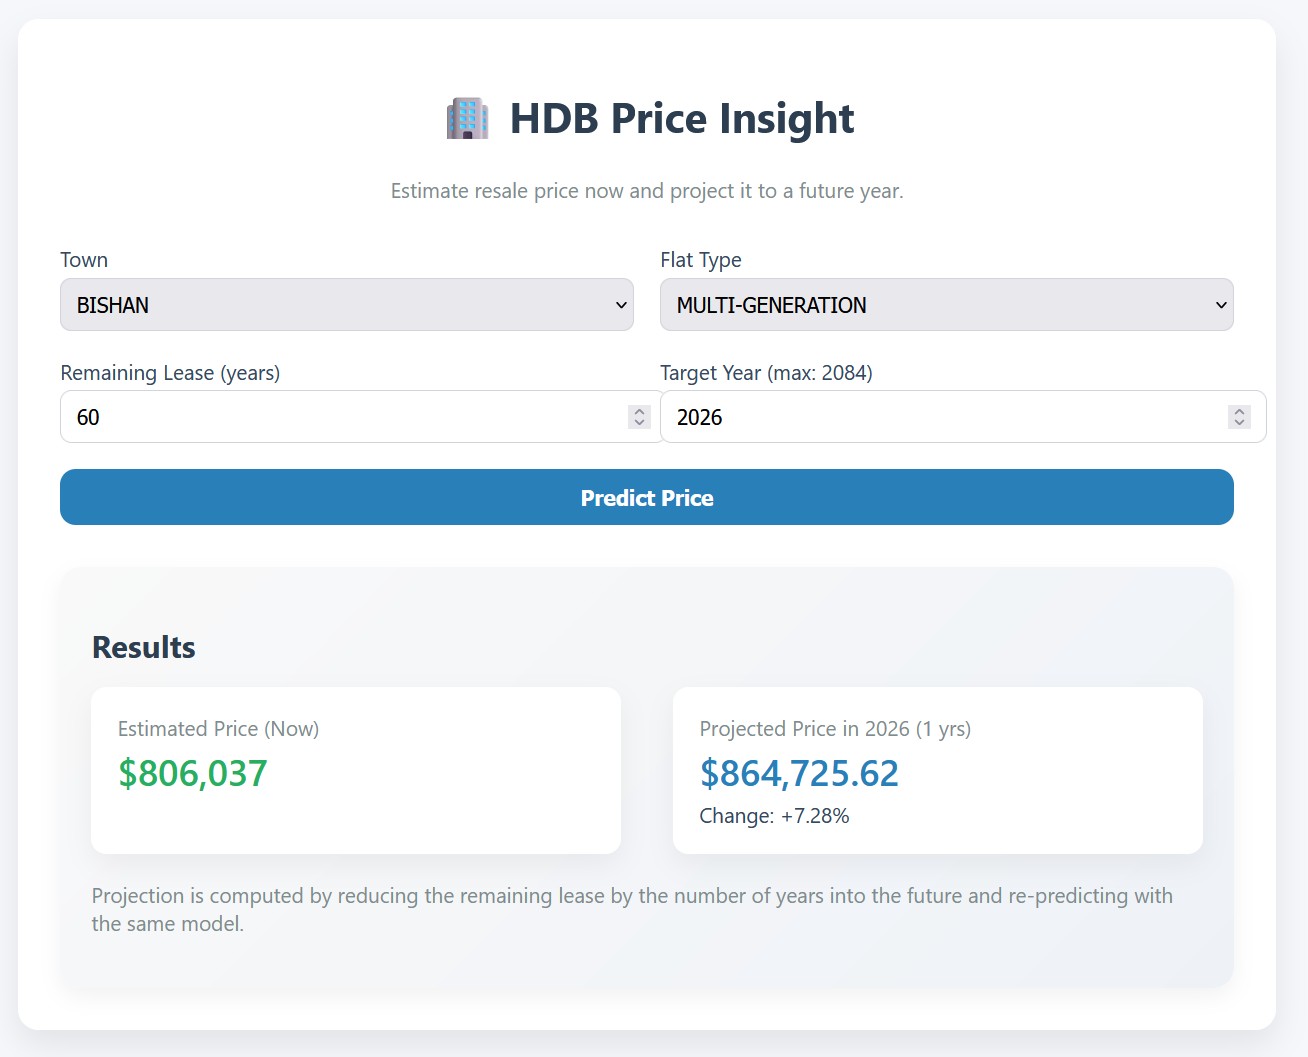 HDB Price Insight
Estimate resale price now and project it to a future year.
Town
Flat Type
BISHAN
MULTI-GENERATION
Remaining Lease (years)
Target Year (max: 2084)
60
2026
Predict Price
Results
Estimated Price (Now)
$806,037
Projected Price in 2026 (1 yrs)
$864,725.62
Change: +7.28%
Projection is computed by reducing the remaining lease by the number of years into the future and re-predicting with
the same model.